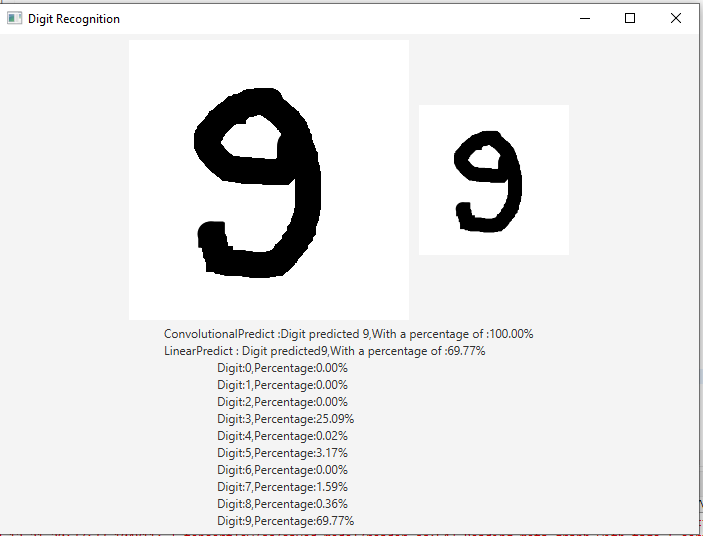 Digit Recognition
9
9
ConvolutionalPredict :Digit predicted 9,With a percentage of :100.00%
LinearPredict : Digit predicted9,With a percentage of :69.77%
Digit:0,Percentage:0.00%
Digit:1,Percentage:0.00%
Digit:2,Percentage:0.00%
Digit:3,Percentage:25.09%
Digit:4,Percentage:0.02%
Digit:5,Percentage:3.17%
Digit:6,Percentage:0.00%
Digit:7,Percentage:1.59%
Digit:8,Percentage:0.36%
Digit:9,Percentage:69.77%